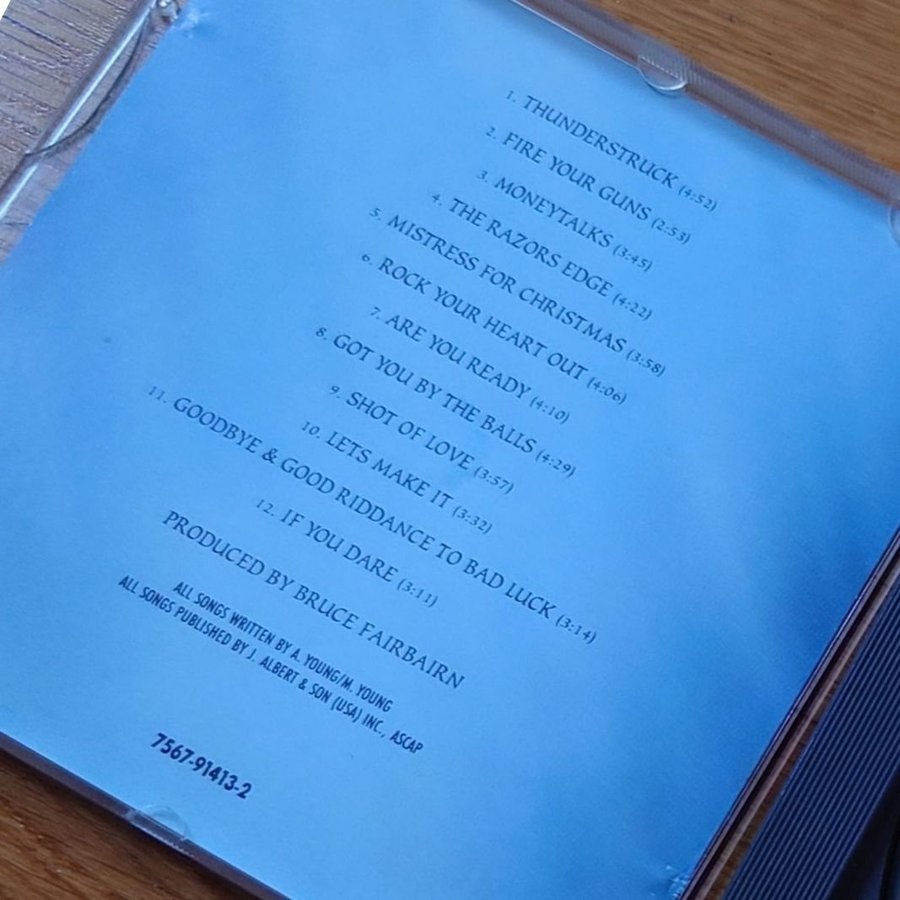 1. THUNDERSTRUCK (4:52)
2. FIRE YOUR GUNS (2:53)
3. MONEYTALKS (3:45)
4. THE RAZORS EDGE (4:22)
5. MISTRESS FOR CHRISTMAS (3:58)
6. ROCK YOUR HEART OUT (4:06)
7. ARE YOU READY (4:10)
8. GOT YOU BY THE BALLS (4:29)
9. SHOT OF LOVE (3:57)
10. LETS MAKE IT (3:32)
11. GOODBYE & GOOD RIDDANCE TO BAD LUCK (3:14)
12. IF YOU DARE (3:11)
PRODUCED BY BRUCE FAIRBAIRN
ALL SONGS WRITTEN BY A. YOUNG/M. YOUNG
ALL SONGS PUBLISHED BY J. ALBERT & SON (USA) INC., ASCAP
7567-91413-2